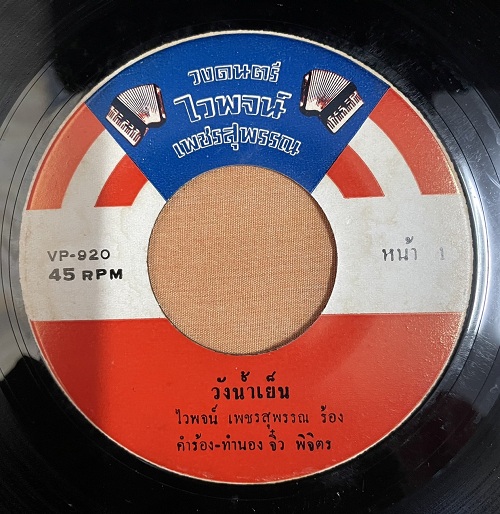 วงดนตรี
ไวพจน์
เพชรสุพรรณ
VP-920
45 RPM
หน้า 1
วังน้ำเย็น
ไวพจน์ เพชรสุพรรณ ร้อง
คำร้อง-ทำนอง จิ๋ว พิจิตร